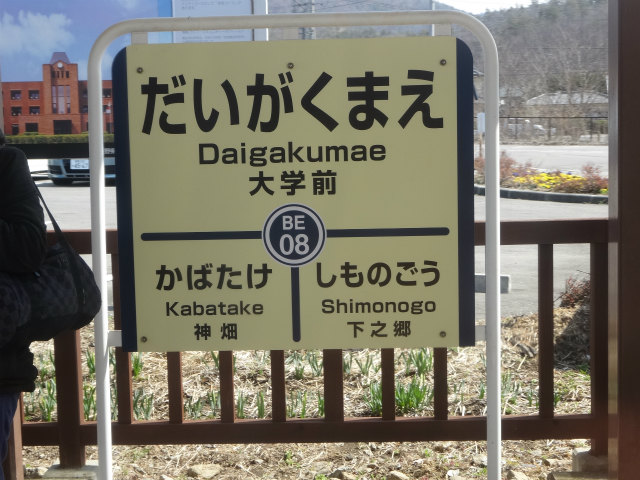 だいがくまえ
Daigakumae
大学前
BE
08
かばたけ
Kabatake
神畑
しものごう
Shimonogo
下之郷